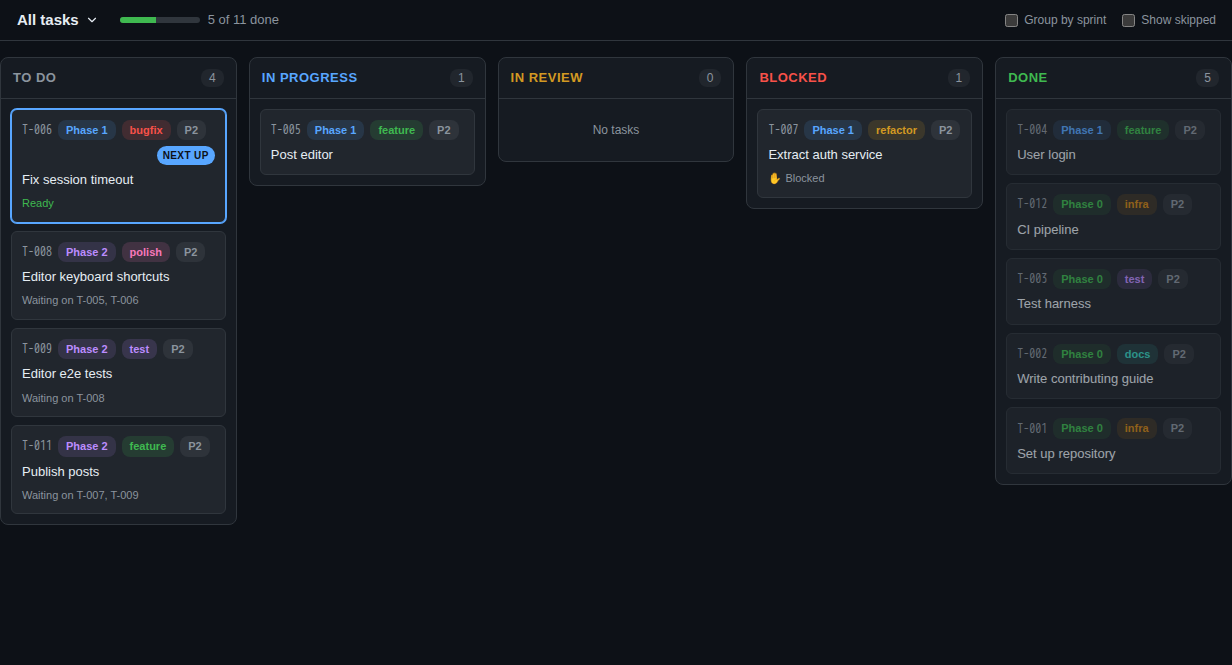 All tasks
5 of 11 done
Group by sprint
Show skipped
TO DO
4
T-006 Phase 1 bugfix P2
NEXT UP
Fix session timeout
Ready
T-008 Phase 2 polish P2
Editor keyboard shortcuts
Waiting on T-005, T-006
T-009 Phase 2 test P2
Editor e2e tests
Waiting on T-008
T-011 Phase 2 feature P2
Publish posts
Waiting on T-007, T-009
IN PROGRESS
1
T-005 Phase 1 feature P2
Post editor
IN REVIEW
0
No tasks
BLOCKED
1
T-007 Phase 1 refactor P2
Extract auth service
✋ Blocked
DONE
5
T-004 Phase 1 feature P2
User login
T-012 Phase 0 infra P2
CI pipeline
T-003 Phase 0 test P2
Test harness
T-002 Phase 0 docs P2
Write contributing guide
T-001 Phase 0 infra P2
Set up repository